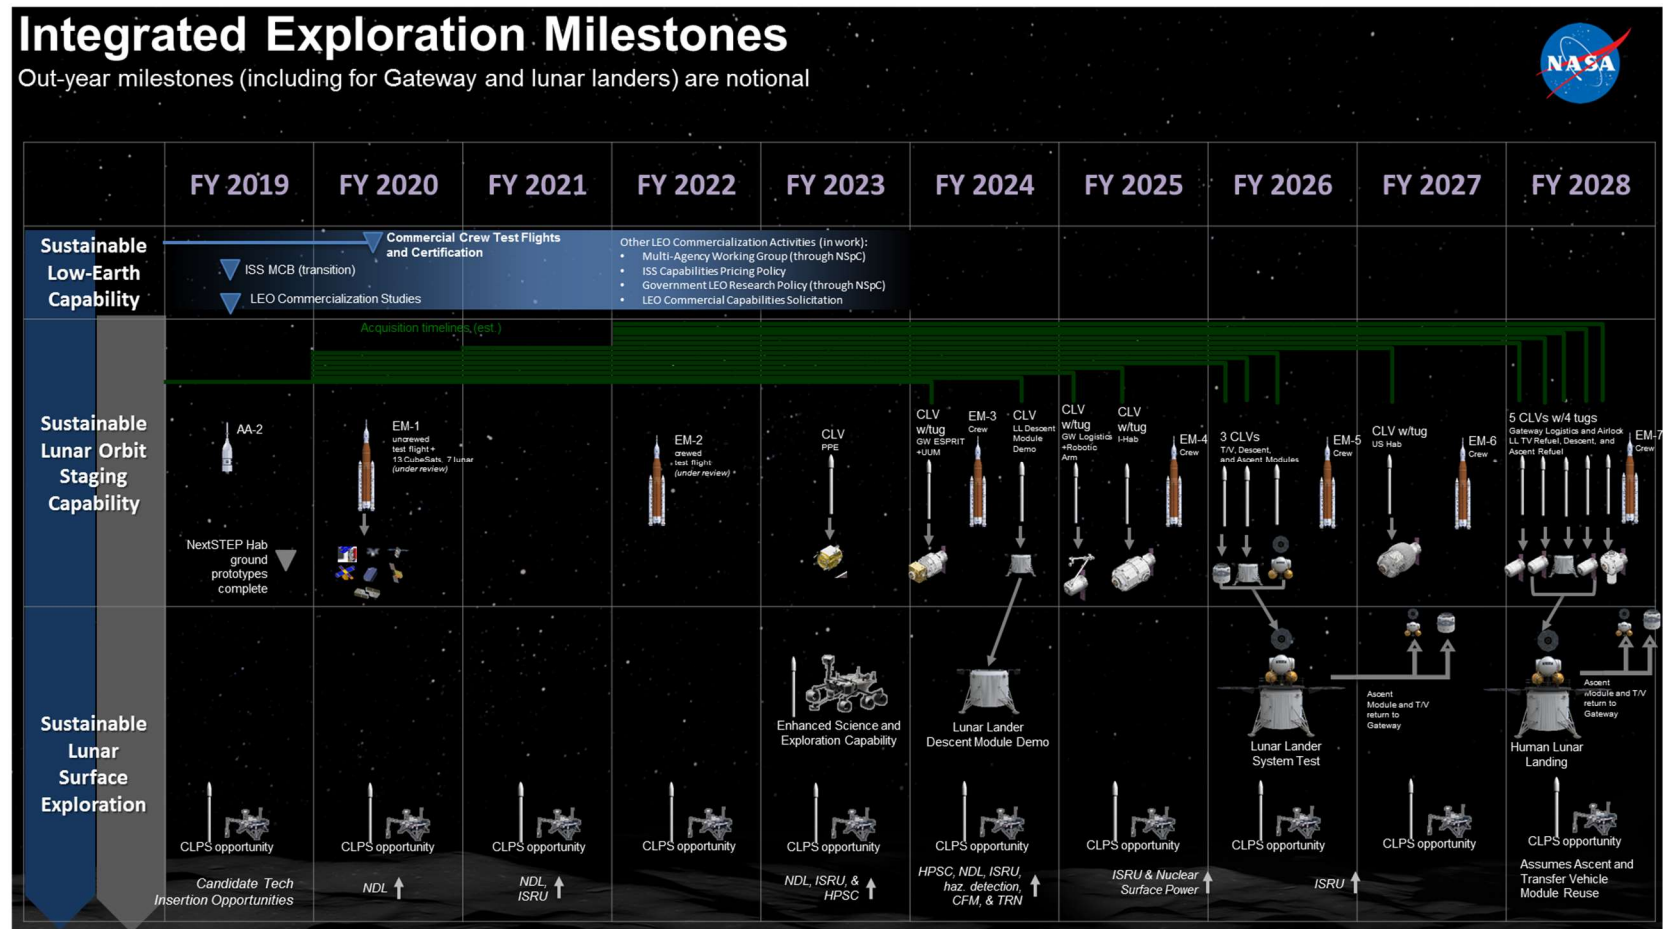 Integrated Exploration Milestones
Out-year milestones (including for Gateway and lunar landers) are notional
NASA
FY 2019
FY 2020
FY 2021
FY 2022
FY 2023
FY 2024
FY 2025
FY 2026
FY 2027
FY 2028
Sustainable
Low-Earth
Capability
Commercial Crew Test Flights
and Certification
ISS MCB (transition)
LEO Commercialization Studies
Other LEO Commercialization Activities (in work):
• Multi-Agency Working Group (through NSpC)
• ISS Capabilities Pricing Policy
• Government LEO Research Policy (through NSpC)
• LEO Commercial Capabilities Solicitation
Acquisition timelines (est.)
Sustainable
Lunar Orbit
Staging
Capability
AA-2
NextSTEP Hab
ground
prototypes
complete
EM-1
uncrewed
test flight +
13 CubeSats, 7 lunar
(under review)
EM-2
crewed
test flight
(under review)
CLV
PPE
CLV
w/tug
GW ESPRIT
+UUM
EM-3
Crew
CLV
LL Descent
Module
Demo
CLV
w/tug
GW Logistics
+Robotic
Arm
CLV
w/tug
I-Hab
EM-4
Crew
3 CLVs
T/V, Descent,
and Ascent Modules
EM-5
Crew
CLV w/tug
US Hab
EM-6
Crew
5 CLVs w/4 tugs
Gateway Logistics and Airlock
LL TV Refuel, Descent, and
Ascent Refuel
EM-7
Crew
Sustainable
Lunar
Surface
Exploration
Enhanced Science and
Exploration Capability
Lunar Lander
Descent Module Demo
Lunar Lander
System Test
Ascent
Module and T/V
return to
Gateway
Human Lunar
Landing
Ascent
Module and T/V
return to
Gateway
CLPS opportunity
CLPS opportunity
CLPS opportunity
CLPS opportunity
CLPS opportunity
CLPS opportunity
CLPS opportunity
CLPS opportunity
CLPS opportunity
CLPS opportunity
Candidate Tech
Insertion Opportunities
NDL
NDL,
ISRU
NDL, ISRU, &
HPSC
HPSC, NDL, ISRU,
haz. detection,
CFM, & TRN
ISRU & Nuclear
Surface Power
ISRU
Assumes Ascent and
Transfer Vehicle
Module Reuse